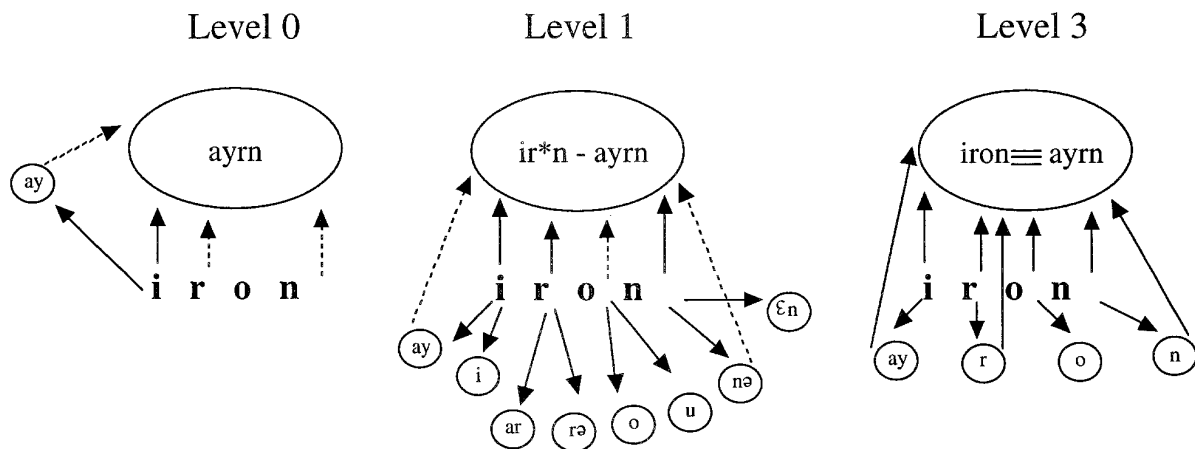 Level 0 Level 1 Level 3
ayrn ir*n - ayrn iron≡ayrn
ay
i r o n i r o n i r o n
ɛn
ay i nə ay r o n
ar rə o u